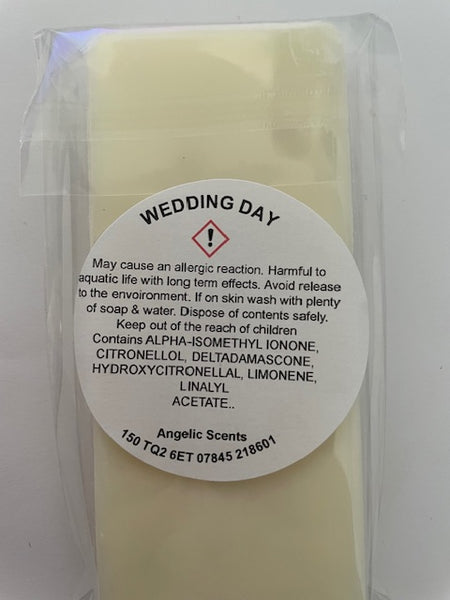 WEDDING DAY
!
May cause an allergic reaction. Harmful to
aquatic life with long term effects. Avoid release
to the envoironment. If on skin wash with plenty
of soap & water. Dispose of contents safely.
Keep out of the reach of children
Contains ALPHA-ISOMETHYL IONONE,
CITRONELLOL, DELTADAMASCONE,
HYDROXYCITRONELLAL, LIMONENE,
LINALYL
ACETATE..
Angelic Scents
150 TQ2 6ET 07845 218601